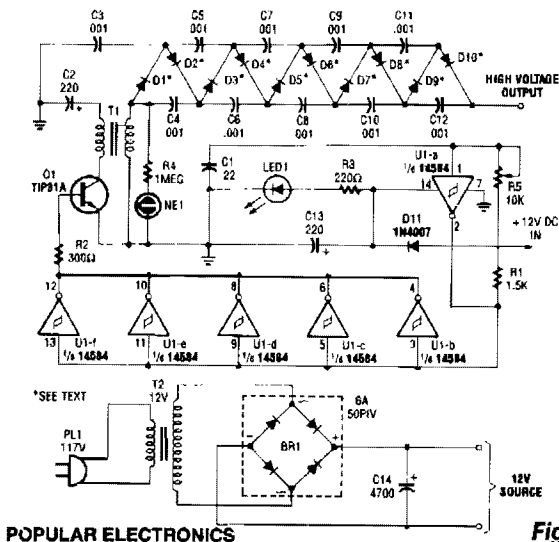 C3
.001
C5
.001
C7
.001
C9
.001
C11
.001
C2
220
+
T1
D1*
D2*
D3*
D4*
D5*
D6*
D7*
D8*
D9*
D10*
HIGH VOLTAGE
OUTPUT
C4
.001
C6
.001
C8
.001
C10
.001
C12
.001
Q1
TIP31A
R4
1MEG
NE1
C1
22
LED1
R3
220Ω
U1-a
1/6 14584
1
14
7
2
R5
10K
C13
220
+
D11
1N4007
+12V DC
IN
R1
1.5K
R2
300Ω
12
10
8
6
4
13
U1-f
1/6 14584
11
U1-e
1/6 14584
9
U1-d
1/6 14584
5
U1-c
1/6 14584
3
U1-b
1/6 14584
*SEE TEXT
PL1
117V
T2
12V
6A
50PIV
BR1
~
-
+
~
C14
4700
+
12V
SOURCE
POPULAR ELECTRONICS
Fig